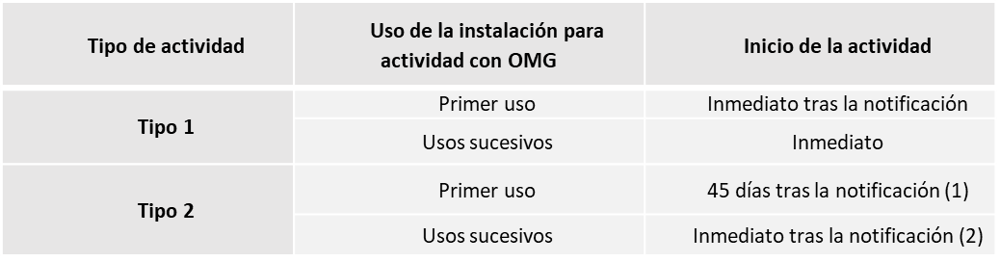 Tipo de actividad
Uso de la instalación para
actividad con OMG
Inicio de la actividad
Tipo 1
Primer uso
Inmediato tras la notificación
Usos sucesivos
Inmediato
Tipo 2
Primer uso
45 días tras la notificación (1)
Usos sucesivos
Inmediato tras la notificación (2)